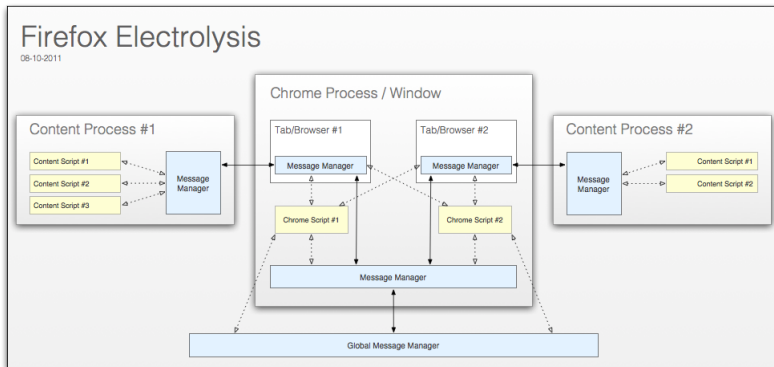 Firefox Electrolysis
08-10-2011
Chrome Process / Window
Content Process #1
Content Script #1
Content Script #2
Content Script #3
Message
Manager
Tab/Browser #1
Message Manager
Tab/Browser #2
Message Manager
Chrome Script #1
Chrome Script #2
Message Manager
Content Process #2
Message
Manager
Content Script #1
Content Script #2
Global Message Manager